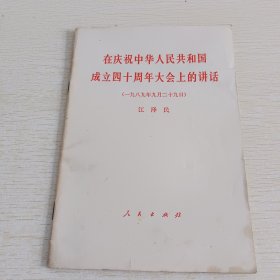 在庆祝中华人民共和国
成立四十周年大会上的讲话
（一九八九年九月二十九日）
江泽民
人民出版社